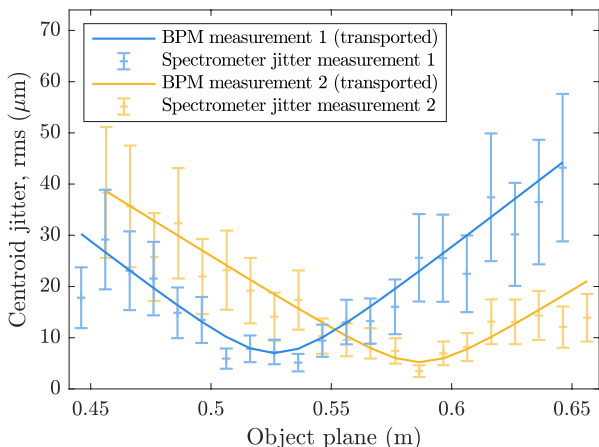 70
60
50
40
30
20
10
0
Centroid jitter, rms (μm)
BPM measurement 1 (transported)
Spectrometer jitter measurement 1
BPM measurement 2 (transported)
Spectrometer jitter measurement 2
0.45 0.5 0.55 0.6 0.65
Object plane (m)